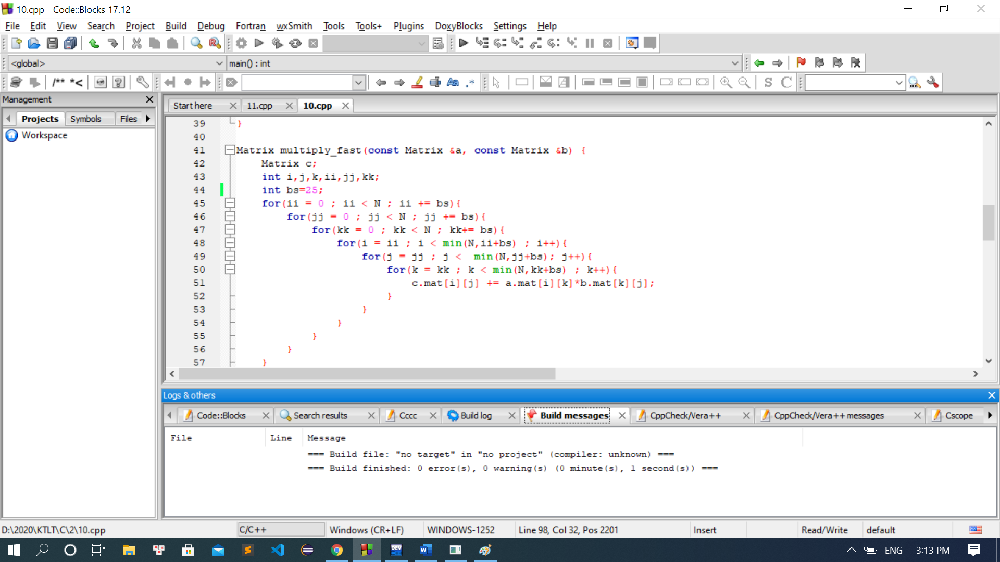 10.cpp - Code::Blocks 17.12
File Edit View Search Project Build Debug Fortran wxSmith Tools Tools+ Plugins DoxyBlocks Settings Help
<global> main() : int
/** *<
S C
Management
Projects Symbols Files
Workspace
Start here 11.cpp 10.cpp
39 }
40
41 Matrix multiply_fast(const Matrix &a, const Matrix &b) {
42 Matrix c;
43 int i,j,k,ii,jj,kk;
44 int bs=25;
45 for(ii = 0 ; ii < N ; ii += bs){
46 for(jj = 0 ; jj < N ; jj += bs){
47 for(kk = 0 ; kk < N ; kk+= bs){
48 for(i = ii ; i < min(N,ii+bs) ; i++){
49 for(j = jj ; j <  min(N,jj+bs); j++){
50 for(k = kk ; k < min(N,kk+bs) ; k++){
51 c.mat[i][j] += a.mat[i][k]*b.mat[k][j];
52 }
53 }
54 }
55 }
56 }
57 }
Logs & others
Code::Blocks Search results Cccc Build log Build messages CppCheck/Vera++ CppCheck/Vera++ messages Cscope
File Line Message
=== Build file: "no target" in "no project" (compiler: unknown) ===
=== Build finished: 0 error(s), 0 warning(s) (0 minute(s), 1 second(s)) ===
D:\2020\KTLT\C\2\10.cpp C/C++ Windows (CR+LF) WINDOWS-1252 Line 98, Col 32, Pos 2201 Insert Read/Write default
DEV ENG 3:13 PM